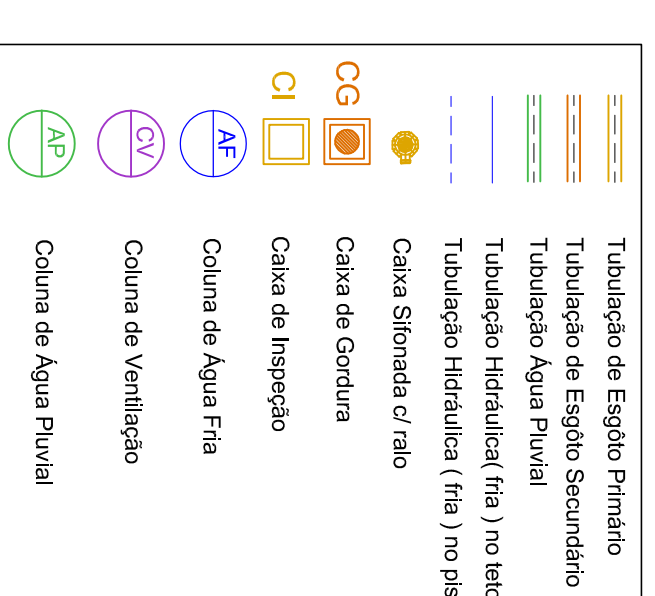 Tubulação de Esgôto Primário
Tubulação de Esgôto Secundário
Tubulação Água Pluvial
Tubulação Hidráulica( fria ) no teto
Tubulação Hidráulica ( fria ) no pis
Caixa Sifonada c/ ralo
CG Caixa de Gordura
CI Caixa de Inspeção
AF Coluna de Água Fria
CV Coluna de Ventilação
AP Coluna de Água Pluvial